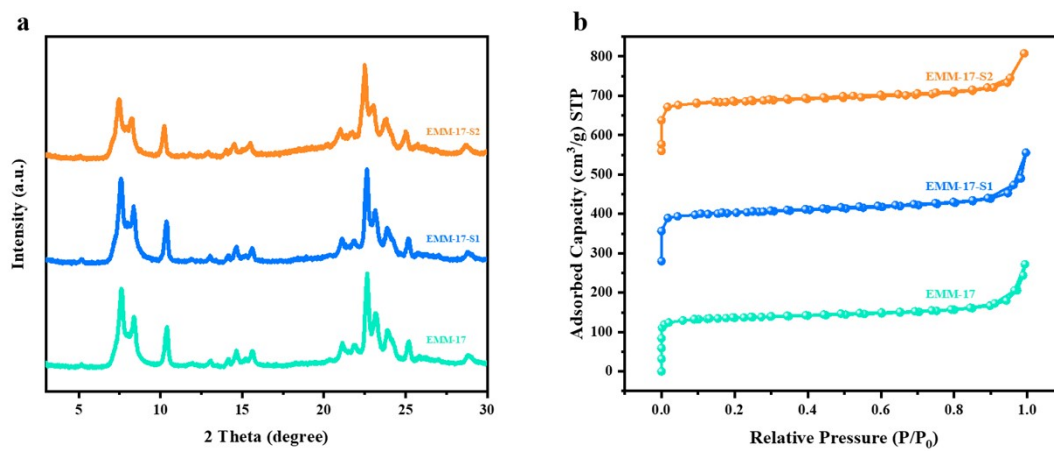 a
Intensity (a.u.)
EMM-17-S2
EMM-17-S1
EMM-17
5 10 15 20 25 30
2 Theta (degree)
b
Adsorbed Capacity (cm³/g) STP
800
700
600
500
400
300
200
100
0
EMM-17-S2
EMM-17-S1
EMM-17
0.0 0.2 0.4 0.6 0.8 1.0
Relative Pressure (P/P₀)